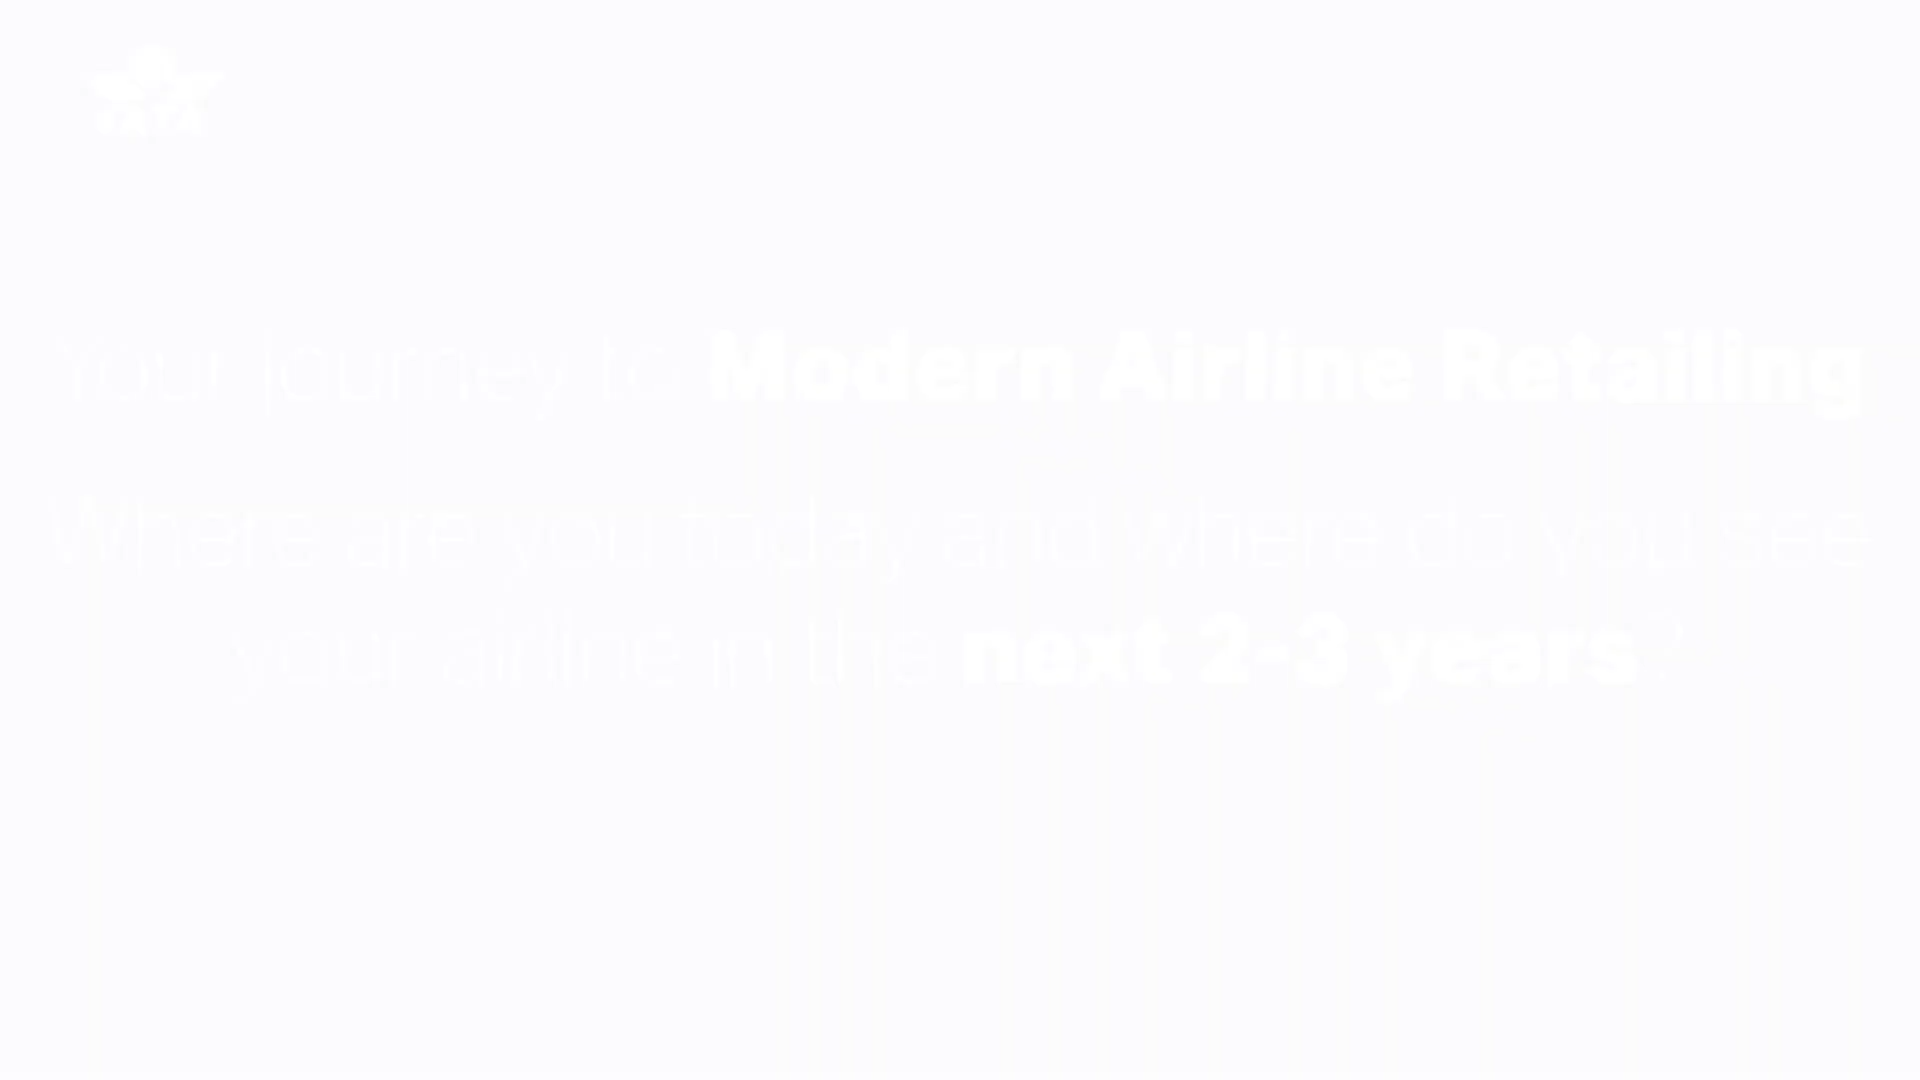 IATA
Your journey to Modern Airline Retailing
Where are you today and where do you see
your airline in the next 2-3 years?